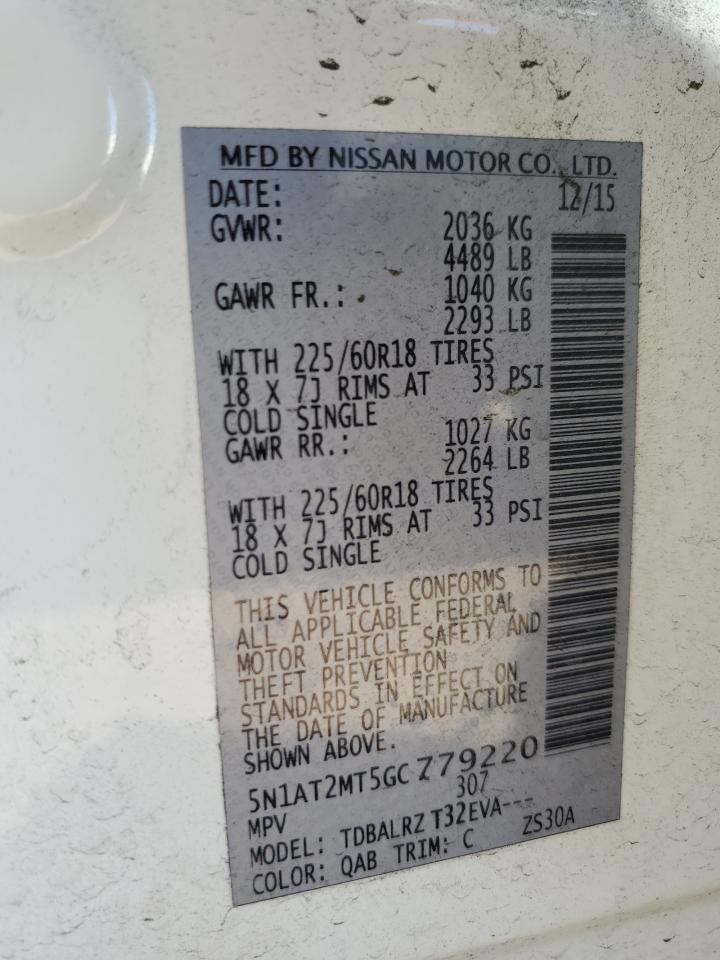 MFD BY NISSAN MOTOR CO., LTD.
DATE: 12/15
GVWR: 2036 KG
4489 LB
GAWR FR.: 1040 KG
2293 LB
WITH 225/60R18 TIRES
18 X 7J RIMS AT 33 PSI
COLD SINGLE
GAWR RR.: 1027 KG
2264 LB
WITH 225/60R18 TIRES
18 X 7J RIMS AT 33 PSI
COLD SINGLE
THIS VEHICLE CONFORMS TO
ALL APPLICABLE FEDERAL
MOTOR VEHICLE SAFETY AND
THEFT PREVENTION
STANDARDS IN EFFECT ON
THE DATE OF MANUFACTURE
SHOWN ABOVE.
5N1AT2MT5GC779220
MPV 307
MODEL: TDBALRZ T32EVA---
COLOR: QAB TRIM: C ZS30A